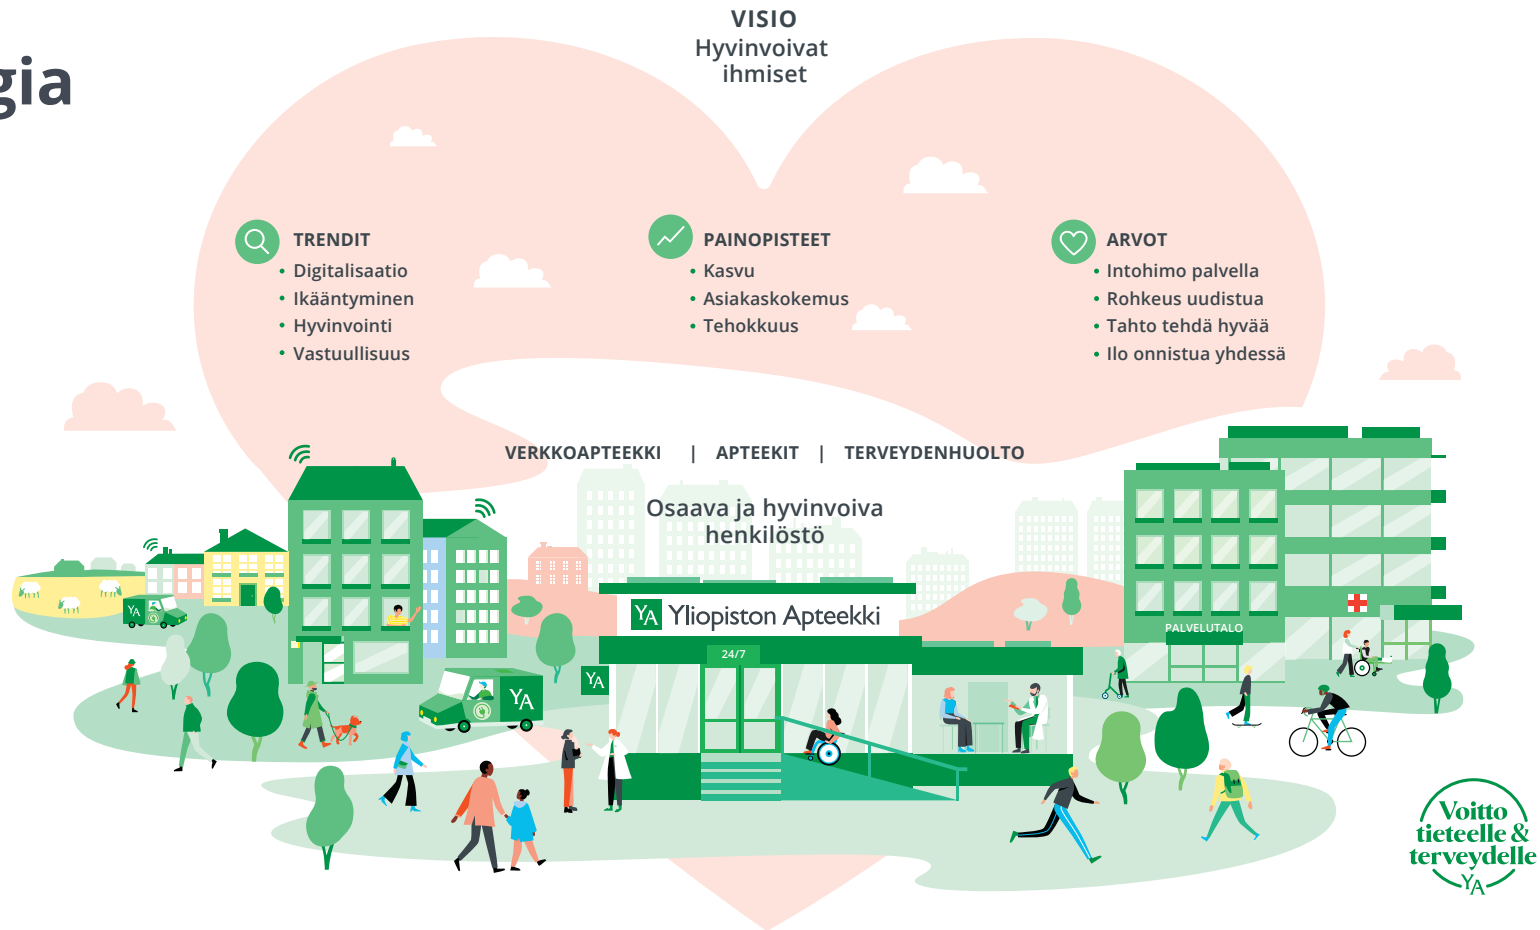 VISIO
Hyvinvoivat
ihmiset
gia
TRENDIT
• Digitalisaatio
• Ikääntyminen
• Hyvinvointi
• Vastuullisuus
PAINOPISTEET
• Kasvu
• Asiakaskokemus
• Tehokkuus
ARVOT
• Intohimo palvella
• Rohkeus uudistua
• Tahto tehdä hyvää
• Ilo onnistua yhdessä
VERKKOAPTEEKKI | APTEEKIT | TERVEYDENHUOLTO
Osaava ja hyvinvoiva
henkilöstö
YA
YA Yliopiston Apteekki
PALVELUTALO
24/7
YA
YA
Voitto
tieteelle &
terveydelle
YA